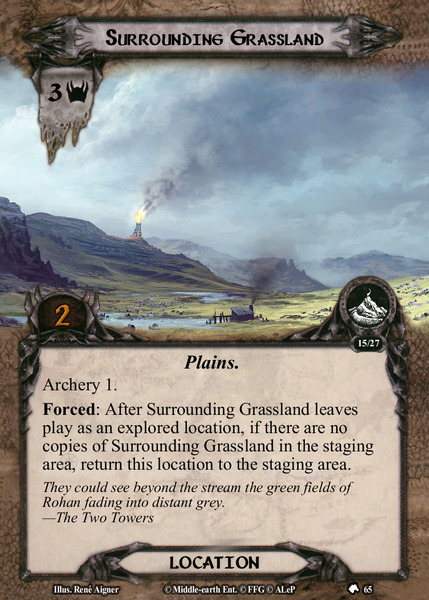 Surrounding Grassland
3
2
15/27
Plains.
Archery 1.
Forced: After Surrounding Grassland leaves
play as an explored location, if there are no
copies of Surrounding Grassland in the staging
area, return this location to the staging area.
They could see beyond the stream the green fields of
Rohan fading into distant grey.
—The Two Towers
LOCATION
Illus. René Aigner © Middle-earth Ent. © FFG © ALeP 65